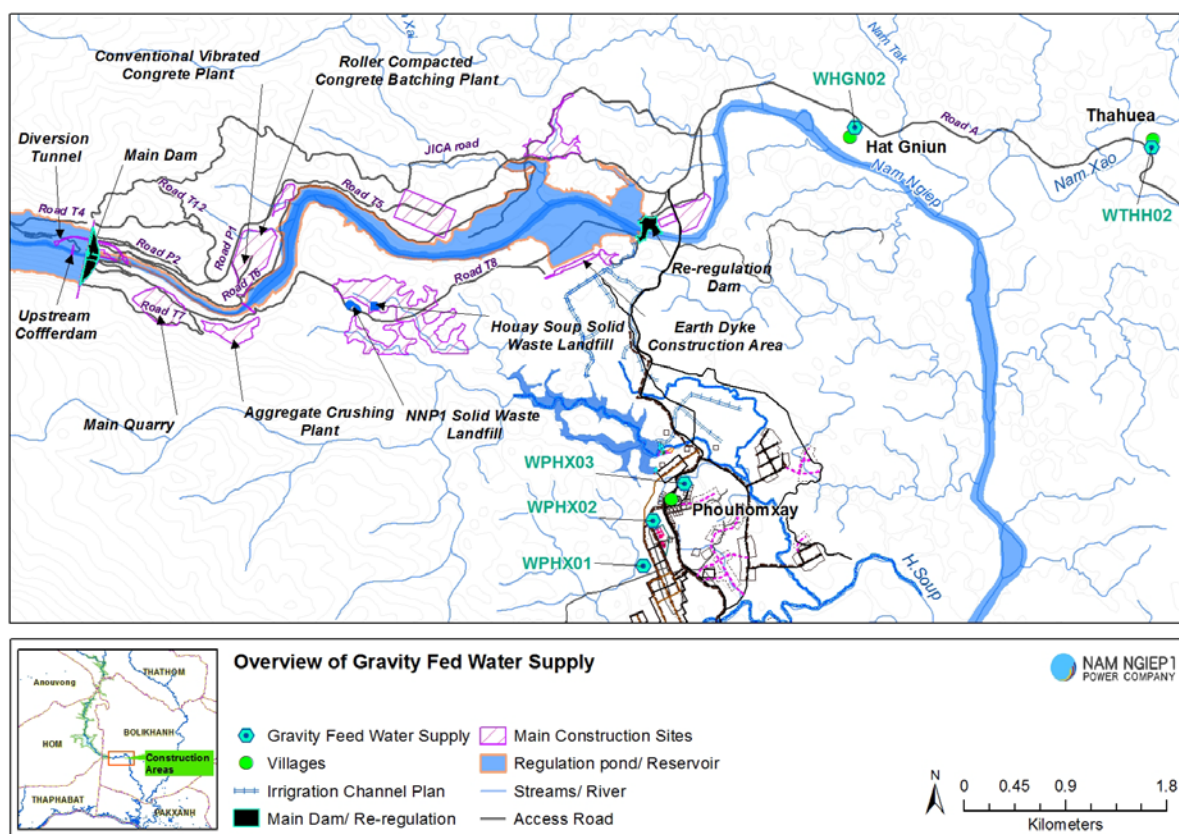 Conventional Vibrated
Congrete Plant
Roller Compacted
Congrete Batching Plant
Xai
Nam Tak
WHGN02
Thahuea
Road A
Hat Gniun
Nam Xao
WTHH02
Nam Ngiep
Diversion
Tunnel
Main Dam
JICA road
Road T4
Road T12
Road P1
Road T5
Road P2
Road T6
Road T8
Road T7
Upstream
Coffferdam
Main Quarry
Aggregate Crushing
Plant
NNP1 Solid Waste
Landfill
Houay Soup Solid
Waste Landfill
Re-regulation
Dam
Earth Dyke
Construction Area
WPHX03
WPHX02
Phouhomxay
WPHX01
H.Soup
Overview of Gravity Fed Water Supply
NAM NGIEP 1
POWER COMPANY
Anouvong
THATHOM
BOLIKHANH
HOM
Construction
Areas
THAPHABAT
PAKXANH
Gravity Feed Water Supply
Main Construction Sites
Villages
Regulation pond/ Reservoir
Irrigration Channel Plan
Streams/ River
Main Dam/ Re-regulation
Access Road
N
0 0.45 0.9 1.8
Kilometers